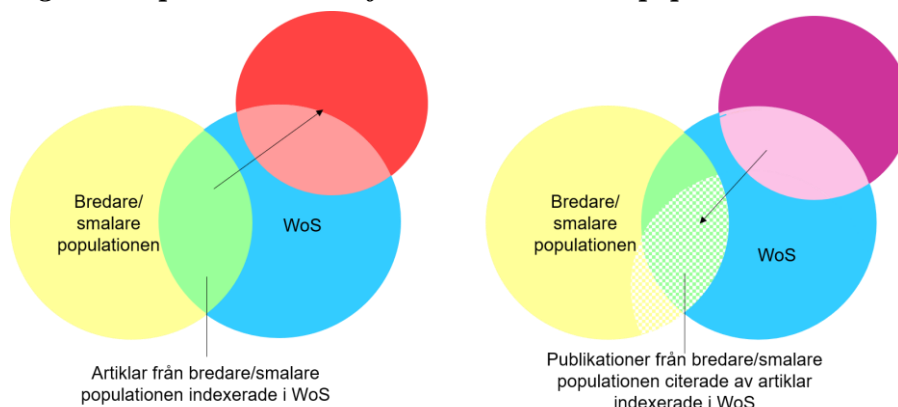 Bredare/
smalare
populationen
WoS
Artiklar från bredare/smalare
populationen indexerade i WoS
Bredare/
smalare
populationen
WoS
Publikationer från bredare/smalare
populationen citerade av artiklar
indexerade i WoS